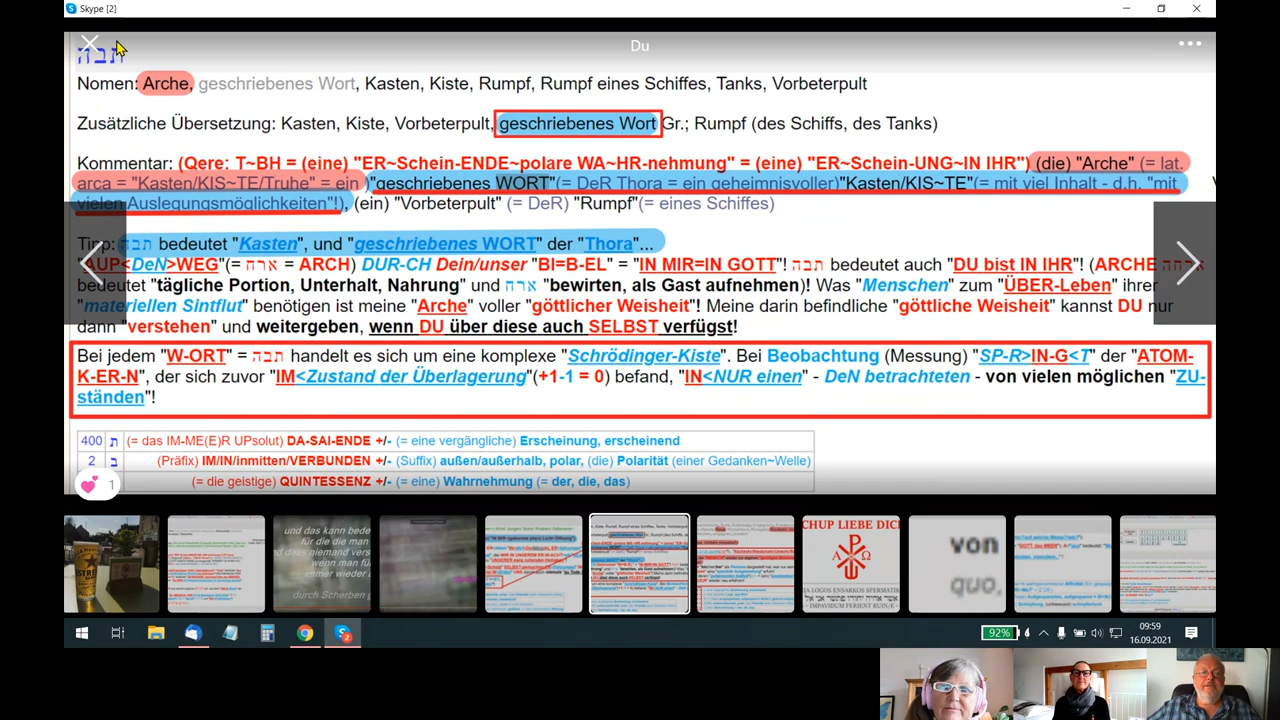 Skype [2]
תבה
Du
Nomen: Arche, geschriebenes Wort, Kasten, Kiste, Rumpf, Rumpf eines Schiffes, Tanks, Vorbeterpult
Zusätzliche Übersetzung: Kasten, Kiste, Vorbeterpult, geschriebenes Wort Gr.; Rumpf (des Schiffs, des Tanks)
Kommentar: (Qere: T~BH = (eine) "ER~Schein-ENDE~polare WA~HR-nehmung" = (eine) "ER~Schein-UNG~IN IHR") (die) "Arche" (= lat.
arca = "Kasten/KIS~TE/Truhe" = ein )"geschriebenes WORT"(= DeR Thora = ein geheimnisvoller)"Kasten/KIS~TE"(= mit viel Inhalt - d.h. "mit
vielen Auslegungsmöglichkeiten"!), (ein) "Vorbeterpult" (= DeR) "Rumpf"(= eines Schiffes)
Tipp: תבה bedeutet "Kasten", und "geschriebenes WORT" der "Thora"...
"AUP<DeN>WEG"(= ארח = ARCH) DUR-CH Dein/unser "BI=B-EL" = "IN MIR=IN GOTT"! תבה bedeutet auch "DU bist IN IHR"! (ARCHE ארחה
bedeutet "tägliche Portion, Unterhalt, Nahrung" und ארח "bewirten, als Gast aufnehmen)! Was "Menschen" zum "ÜBER-Leben" ihrer
"materiellen Sintflut" benötigen ist meine "Arche" voller "göttlicher Weisheit"! Meine darin befindliche "göttliche Weisheit" kannst DU nur
dann "verstehen" und weitergeben, wenn DU über diese auch SELBST verfügst!
Bei jedem "W-ORT" = תבה handelt es sich um eine komplexe "Schrödinger-Kiste". Bei Beobachtung (Messung) "SP-R>IN-G<T" der "ATOM-
K-ER-N", der sich zuvor "IM<Zustand der Überlagerung"(+1-1 = 0) befand, "IN<NUR einen" - DeN betrachteten - von vielen möglichen "ZU-
ständen"!
400 ת (= das IM-ME(E)R UPsolut) DA-SAI-ENDE +/- (= eine vergängliche) Erscheinung, erscheinend
2 ב (Präfix) IM/IN/inmitten/VERBUNDEN +/- (Suffix) außen/außerhalb, polar, (die) Polarität (einer Gedanken~Welle)
(= die geistige) QUINTESSENZ +/- (= eine) Wahrnehmung (= der, die, das)
1
und das kann bede
für die die man
wenn man fü
immer wieder
durch Scherben g
CHUP LIEBE DICH
Α Ω
IA LOGOS ENSARKOS SPERMATIK
IMPAVIDUM FERIENT RUIN/E
von
quo,
92%
09:59
16.09.2021